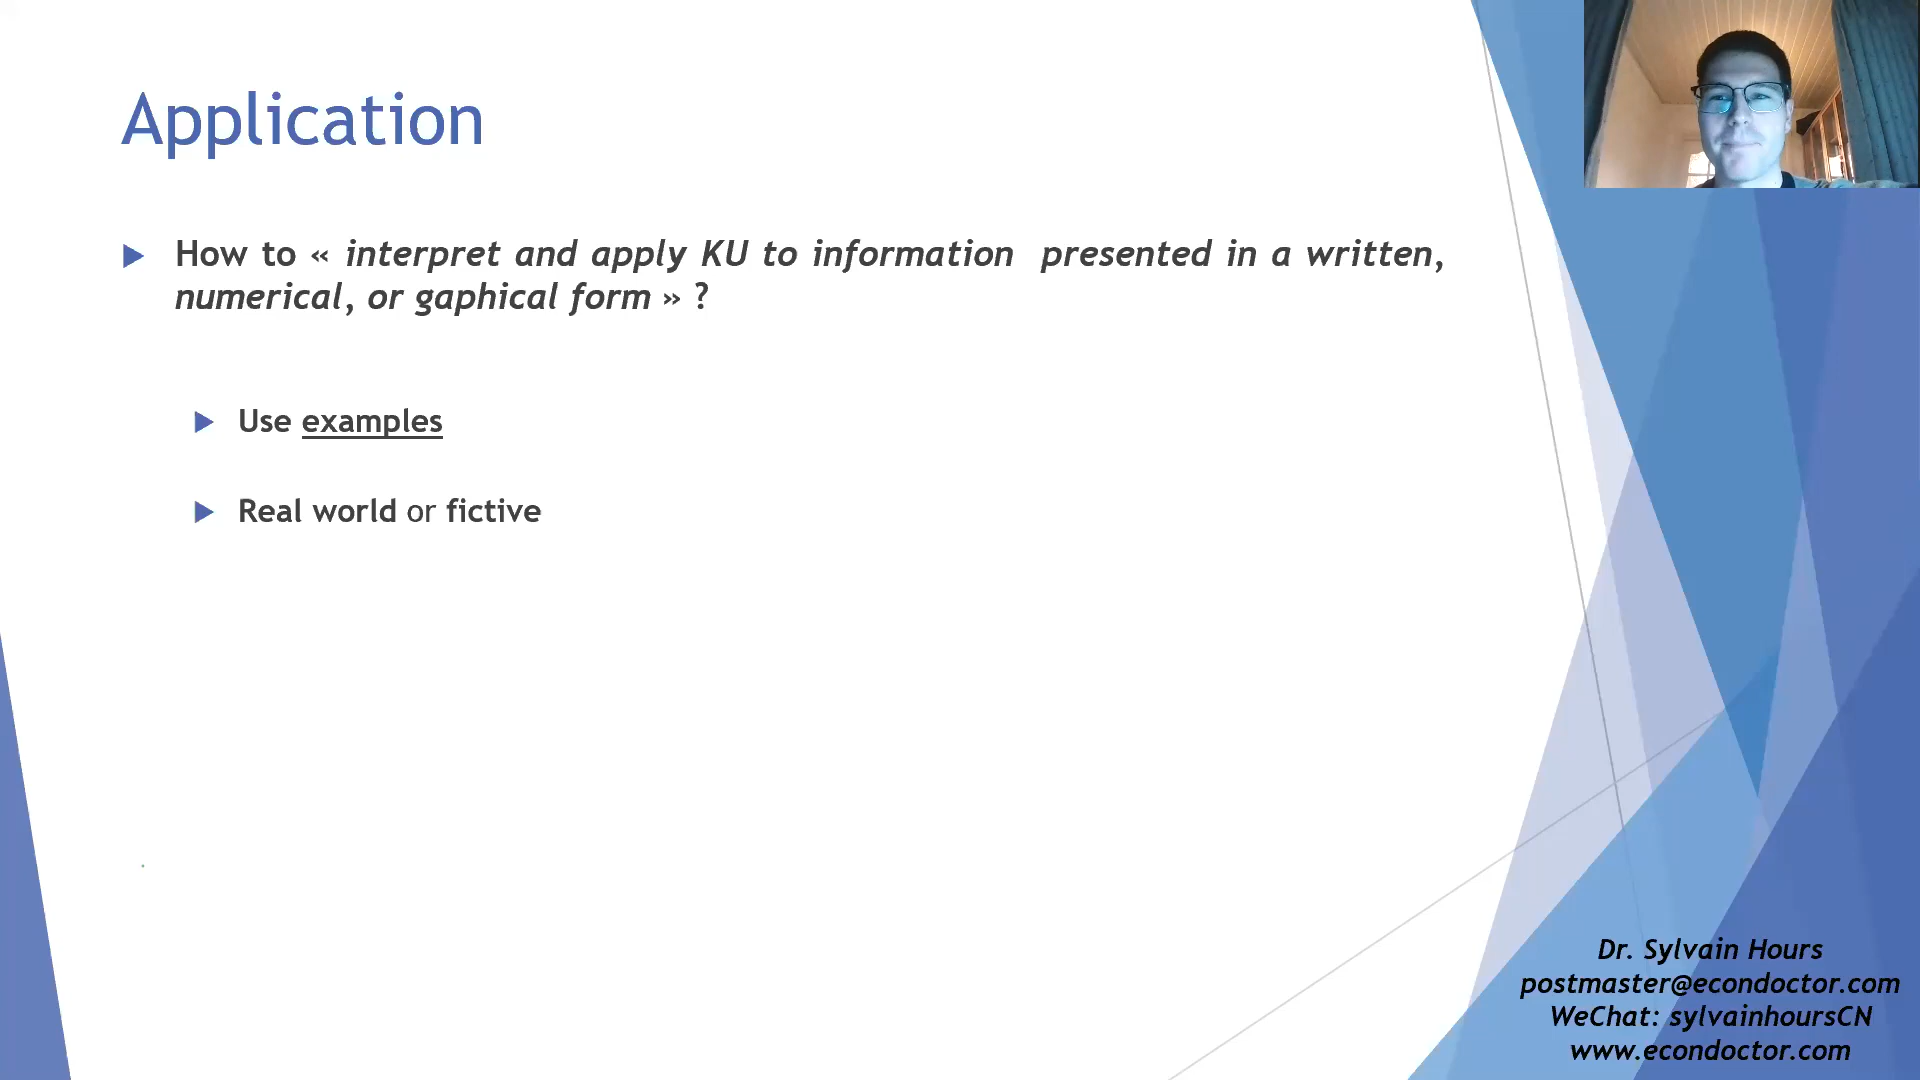 Application
How to « interpret and apply KU to information presented in a written,
numerical, or gaphical form » ?
Use examples
Real world or fictive
Dr. Sylvain Hours
postmaster@econdoctor.com
WeChat: sylvainhoursCN
www.econdoctor.com